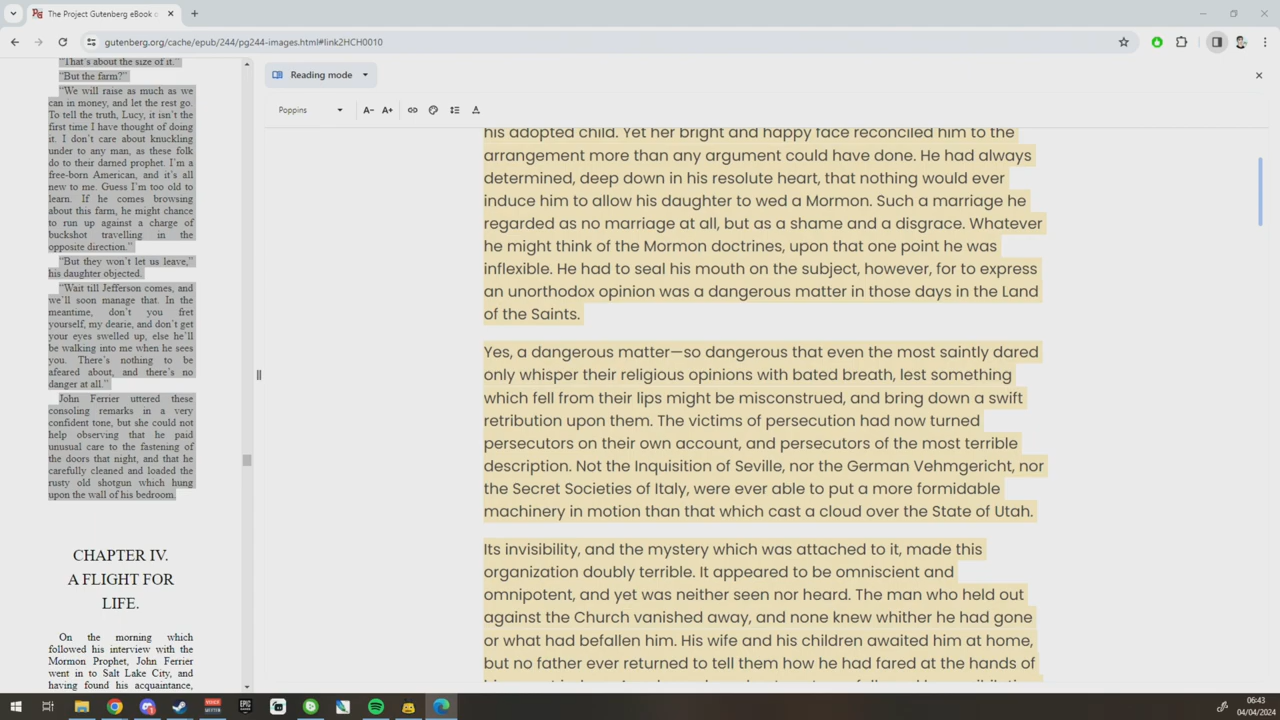 The Project Gutenberg eBook o
gutenberg.org/cache/epub/244/pg244-images.html#link2HCH0010
"That's about the size of it."
"But the farm?"
"We will raise as much as we
can in money, and let the rest go.
To tell the truth, Lucy, it isn't the
first time I have thought of doing
it. I don't care about knuckling
under to any man, as these folk
do to their darned prophet. I'm a
free-born American, and it's all
new to me. Guess I'm too old to
learn. If he comes browsing
about this farm, he might chance
to run up against a charge of
buckshot travelling in the
opposite direction."
"But they won't let us leave,"
his daughter objected.
"Wait till Jefferson comes, and
we'll soon manage that. In the
meantime, don't you fret
yourself, my dearie, and don't get
your eyes swelled up, else he'll
be walking into me when he sees
you. There's nothing to be
afeared about, and there's no
danger at all."
John Ferrier uttered these
consoling remarks in a very
confident tone, but she could not
help observing that he paid
unusual care to the fastening of
the doors that night, and that he
carefully cleaned and loaded the
rusty old shotgun which hung
upon the wall of his bedroom.
CHAPTER IV.
A FLIGHT FOR
LIFE.
On the morning which
followed his interview with the
Mormon Prophet, John Ferrier
went in to Salt Lake City, and
having found his acquaintance,
Reading mode
Poppins
A- A+
his adopted child. Yet her bright and happy face reconciled him to the
arrangement more than any argument could have done. He had always
determined, deep down in his resolute heart, that nothing would ever
induce him to allow his daughter to wed a Mormon. Such a marriage he
regarded as no marriage at all, but as a shame and a disgrace. Whatever
he might think of the Mormon doctrines, upon that one point he was
inflexible. He had to seal his mouth on the subject, however, for to express
an unorthodox opinion was a dangerous matter in those days in the Land
of the Saints.
Yes, a dangerous matter—so dangerous that even the most saintly dared
only whisper their religious opinions with bated breath, lest something
which fell from their lips might be misconstrued, and bring down a swift
retribution upon them. The victims of persecution had now turned
persecutors on their own account, and persecutors of the most terrible
description. Not the Inquisition of Seville, nor the German Vehmgericht, nor
the Secret Societies of Italy, were ever able to put a more formidable
machinery in motion than that which cast a cloud over the State of Utah.
Its invisibility, and the mystery which was attached to it, made this
organization doubly terrible. It appeared to be omniscient and
omnipotent, and yet was neither seen nor heard. The man who held out
against the Church vanished away, and none knew whither he had gone
or what had befallen him. His wife and his children awaited him at home,
but no father ever returned to tell them how he had fared at the hands of
06:43
04/04/2024